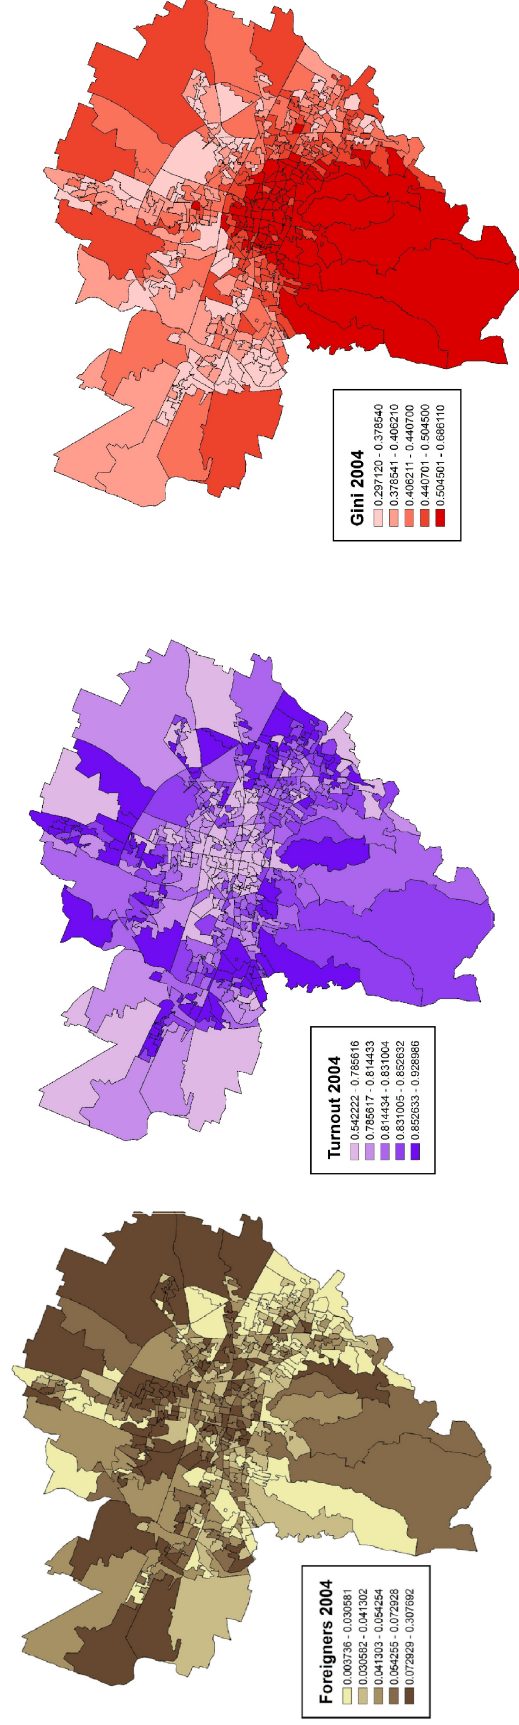 Foreigners 2004
0.003736 - 0.030581
0.030582 - 0.041302
0.041303 - 0.054254
0.054255 - 0.072928
0.072929 - 0.307692
Turnout 2004
0.542222 - 0.785616
0.785617 - 0.814433
0.814434 - 0.831004
0.831005 - 0.852632
0.852633 - 0.928986
Gini 2004
0.297120 - 0.378540
0.378541 - 0.406210
0.406211 - 0.440700
0.440701 - 0.504500
0.504501 - 0.686110